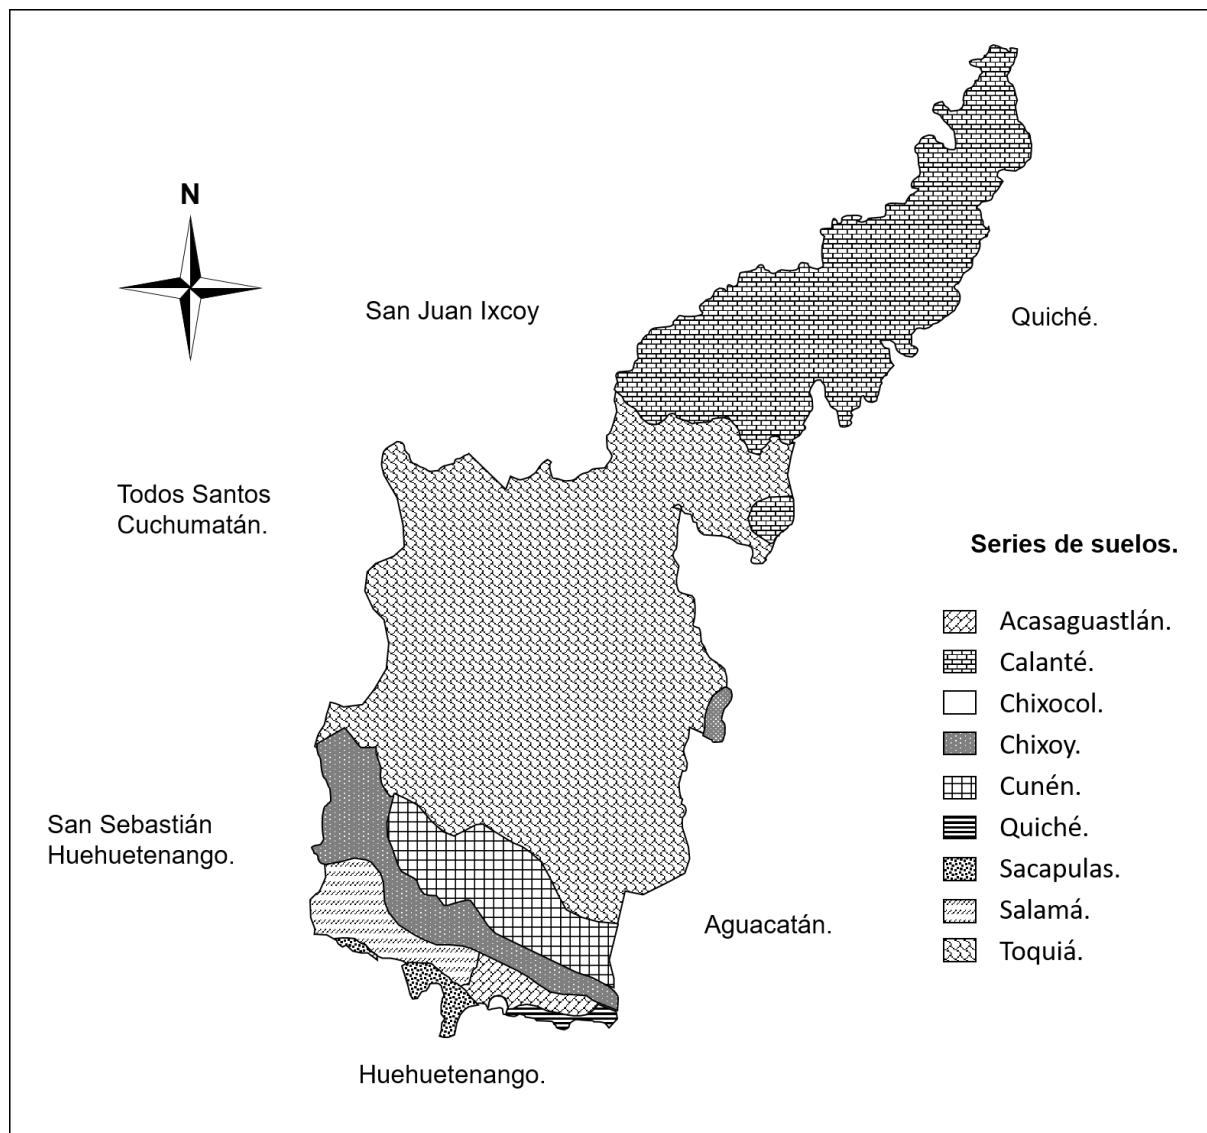 N
San Juan Ixcoy
Quiché.
Todos Santos
Cuchumatán.
Series de suelos.
Acasaguastlán.
Calanté.
Chixocol.
Chixoy.
Cunén.
Quiché.
Sacapulas.
Salamá.
Toquiá.
San Sebastián
Huehuetenango.
Aguacatán.
Huehuetenango.